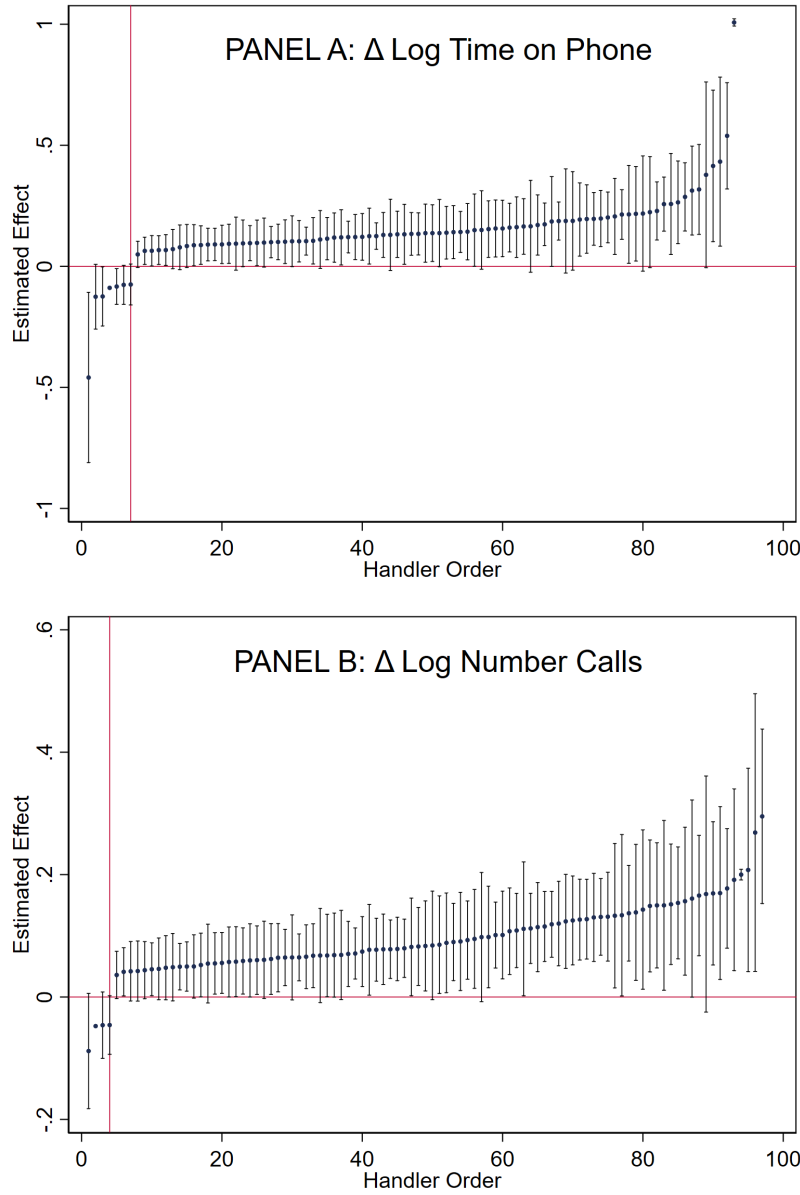 PANEL A: Δ Log Time on Phone
Estimated Effect
1
.5
0
-.5
-1
0 20 40 60 80 100
Handler Order
PANEL B: Δ Log Number Calls
Estimated Effect
.6
.4
.2
0
-.2
0 20 40 60 80 100
Handler Order